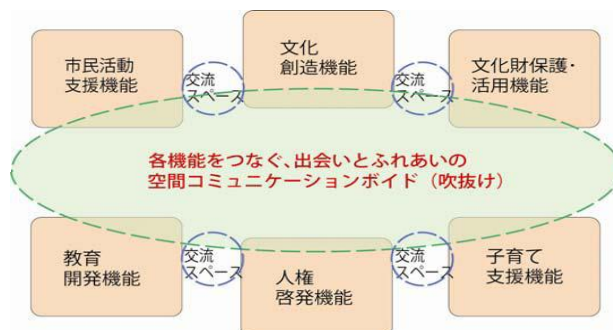 市民活動
支援機能
交流
スペース
文化
創造機能
交流
スペース
文化財保護・
活用機能
各機能をつなぐ、出会いとふれあいの
空間コミュニケーションボイド（吹抜け）
教育
開発機能
交流
スペース
人権
啓発機能
交流
スペース
子育て
支援機能